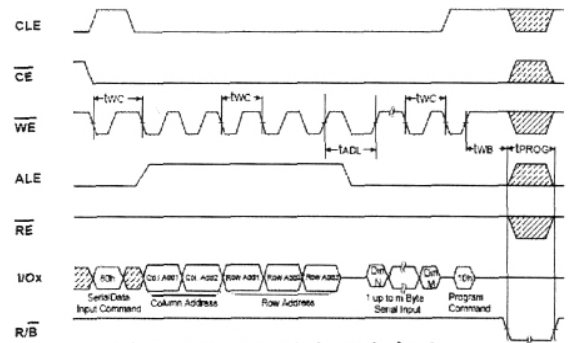 CLE
CE
tWC
tWC
tWC
WE
tADL
tWB
tPROG
ALE
RE
I/Ox
80h
Col. Add1
Col. Add2
Row Add1
Row Add2
Row Add3
Din N
Din M
10h
Serial Data Input Command
Column Address
Row Address
1 up to m Byte Serial Input
Program Command
R/B